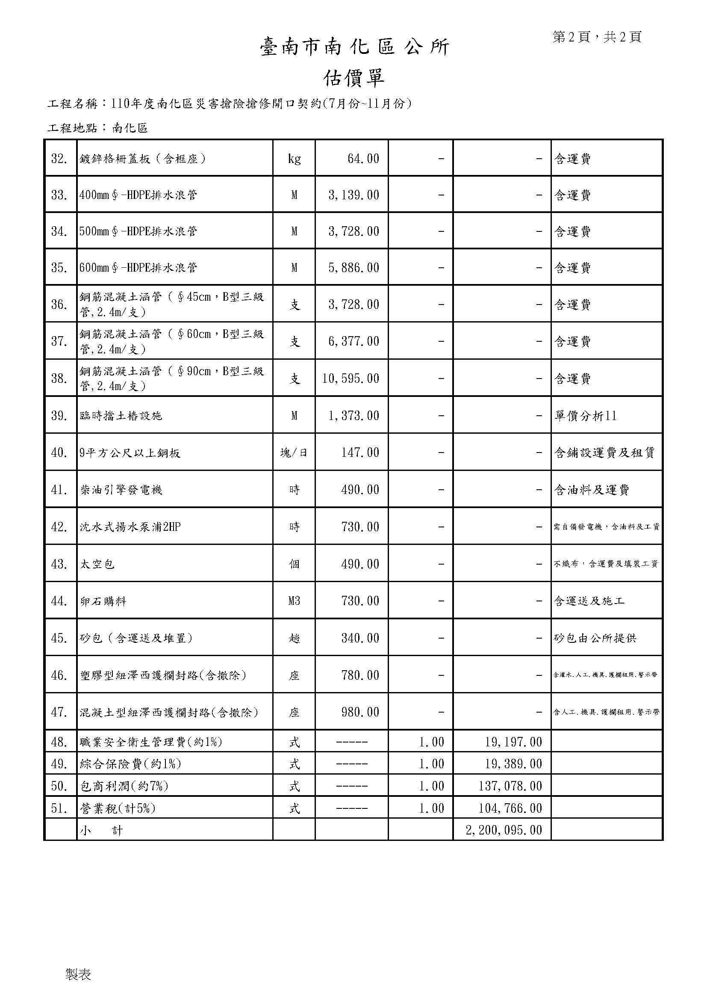 第2頁，共2頁
臺南市南化區公所
估價單
工程名稱：110年度南化區災害搶險搶修開口契約(7月份~11月份)
工程地點：南化區
32. 鍍鋅格柵蓋板（含框座） kg 64.00 - - 含運費
33. 400mm∮-HDPE排水浪管 M 3,139.00 - - 含運費
34. 500mm∮-HDPE排水浪管 M 3,728.00 - - 含運費
35. 600mm∮-HDPE排水浪管 M 5,886.00 - - 含運費
36. 鋼筋混凝土涵管（∮45cm，B型三級
管,2.4m/支） 支 3,728.00 - - 含運費
37. 鋼筋混凝土涵管（∮60cm，B型三級
管,2.4m/支） 支 6,377.00 - - 含運費
38. 鋼筋混凝土涵管（∮90cm，B型三級
管,2.4m/支） 支 10,595.00 - - 含運費
39. 臨時擋土樁設施 M 1,373.00 - - 單價分析11
40. 9平方公尺以上鋼板 塊/日 147.00 - - 含鋪設運費及租賃
41. 柴油引擎發電機 時 490.00 - - 含油料及運費
42. 沈水式揚水泵浦2HP 時 730.00 - - 需自備發電機，含油料及工資
43. 太空包 個 490.00 - - 不織布，含運費及填裝工資
44. 卵石購料 M3 730.00 - - 含運送及施工
45. 砂包（含運送及堆置） 趟 340.00 - - 砂包由公所提供
46. 塑膠型紐澤西護欄封路(含撤除) 座 780.00 - - 含灌水.人工.機具.護欄租用.警示帶
47. 混凝土型紐澤西護欄封路(含撤除) 座 980.00 - - 含人工.機具.護欄租用.警示帶
48. 職業安全衛生管理費(約1%) 式 ----- 1.00 19,197.00
49. 綜合保險費(約1%) 式 ----- 1.00 19,389.00
50. 包商利潤(約7%) 式 ----- 1.00 137,078.00
51. 營業稅(計5%) 式 ----- 1.00 104,766.00
小 計 2,200,095.00
製表